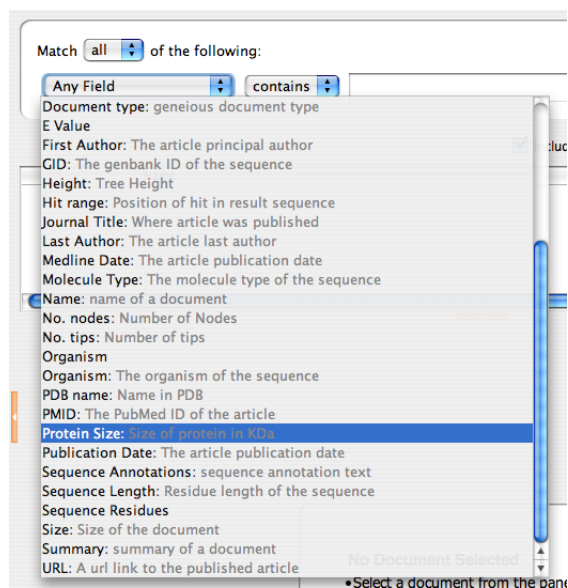 Match all of the following:
Any Field contains
Document type: geneious document type
E Value
First Author: The article principal author
GID: The genbank ID of the sequence
Height: Tree Height
Hit range: Position of hit in result sequence
Journal Title: Where article was published
Last Author: The article last author
Medline Date: The article publication date
Molecule Type: The molecule type of the sequence
Name: name of a document
No. nodes: Number of Nodes
No. tips: Number of tips
Organism
Organism: The organism of the sequence
PDB name: Name in PDB
PMID: The PubMed ID of the article
Protein Size: Size of protein in KDa
Publication Date: The article publication date
Sequence Annotations: sequence annotation text
Sequence Length: Residue length of the sequence
Sequence Residues
Size: Size of the document
Summary: summary of a document
URL: A url link to the published article
No Document Selected
•Select a document from the pane